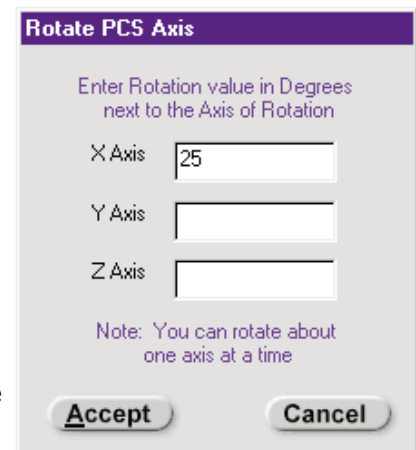 Rotate PCS Axis
Enter Rotation value in Degrees
next to the Axis of Rotation
X Axis 25
Y Axis
Z Axis
Note: You can rotate about
one axis at a time
e
Accept Cancel